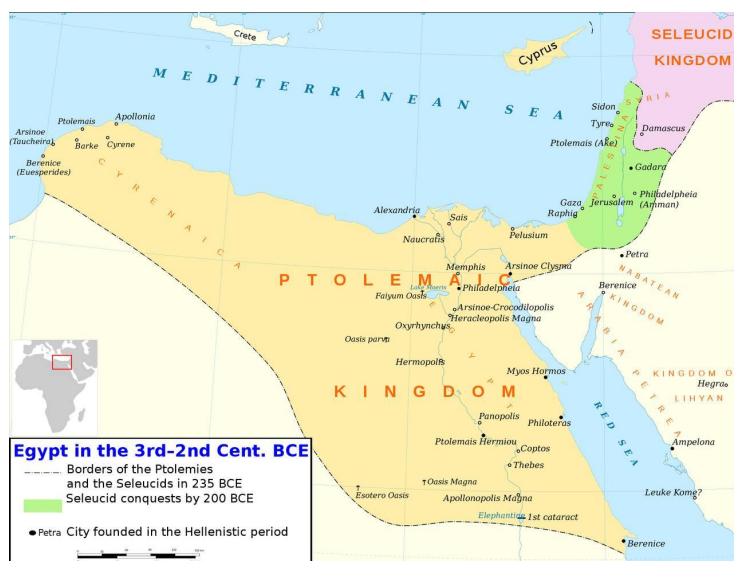 Crete
Cyprus
SELEUCID
KINGDOM
MEDITERRANEAN SEA
SYRIA
PALESTINA
Sidon
Tyre
Damascus
Ptolemais (Ake)
Gadara
Philadelpheia
(Amman)
Jerusalem
Gaza
Raphia
Ptolemais
Apollonia
Arsinoe
(Taucheira)
Barke
Cyrene
Berenice
(Euesperides)
CYRENAICA
Alexandria
Sais
Naucratis
Pelusium
Petra
Memphis
Arsinoe Clysma
PTOLEMAIC
Lake Moeris
Philadelpheia
Faiyum Oasis
Berenice
NABATEAN
KINGDOM
Arsinoe-Crocodilopolis
Heracleopolis Magna
Oxyrhynchus
EGYPT
ARABIA PETREA
Oasis parva
Hermopolis
Myos Hormos
KINGDOM OF
LIHYAN
Hegra
KINGDOM
Panopolis
Philoteras
RED SEA
Ptolemais Hermiou
Coptos
Ampelona
Thebes
Oasis Magna
Esotero Oasis
Apollonopolis Magna
Leuke Kome?
Elephantine
1st cataract
Berenice
Egypt in the 3rd–2nd Cent. BCE
Borders of the Ptolemies
and the Seleucids in 235 BCE
Seleucid conquests by 200 BCE
Petra City founded in the Hellenistic period